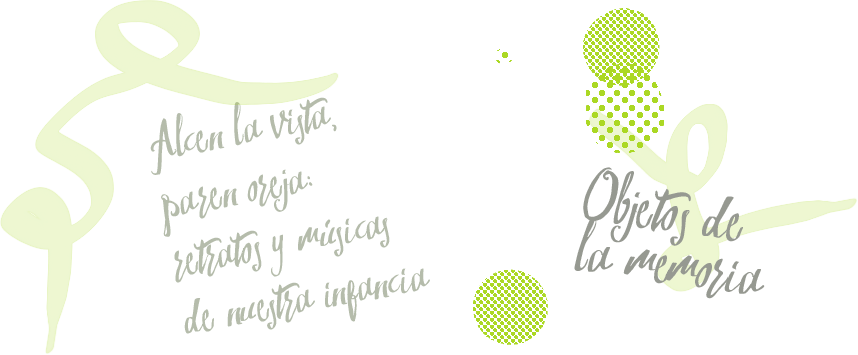 Alcen la vista,
paren oreja:
retratos y músicas
de nuestra infancia
Objetos de
la memoria